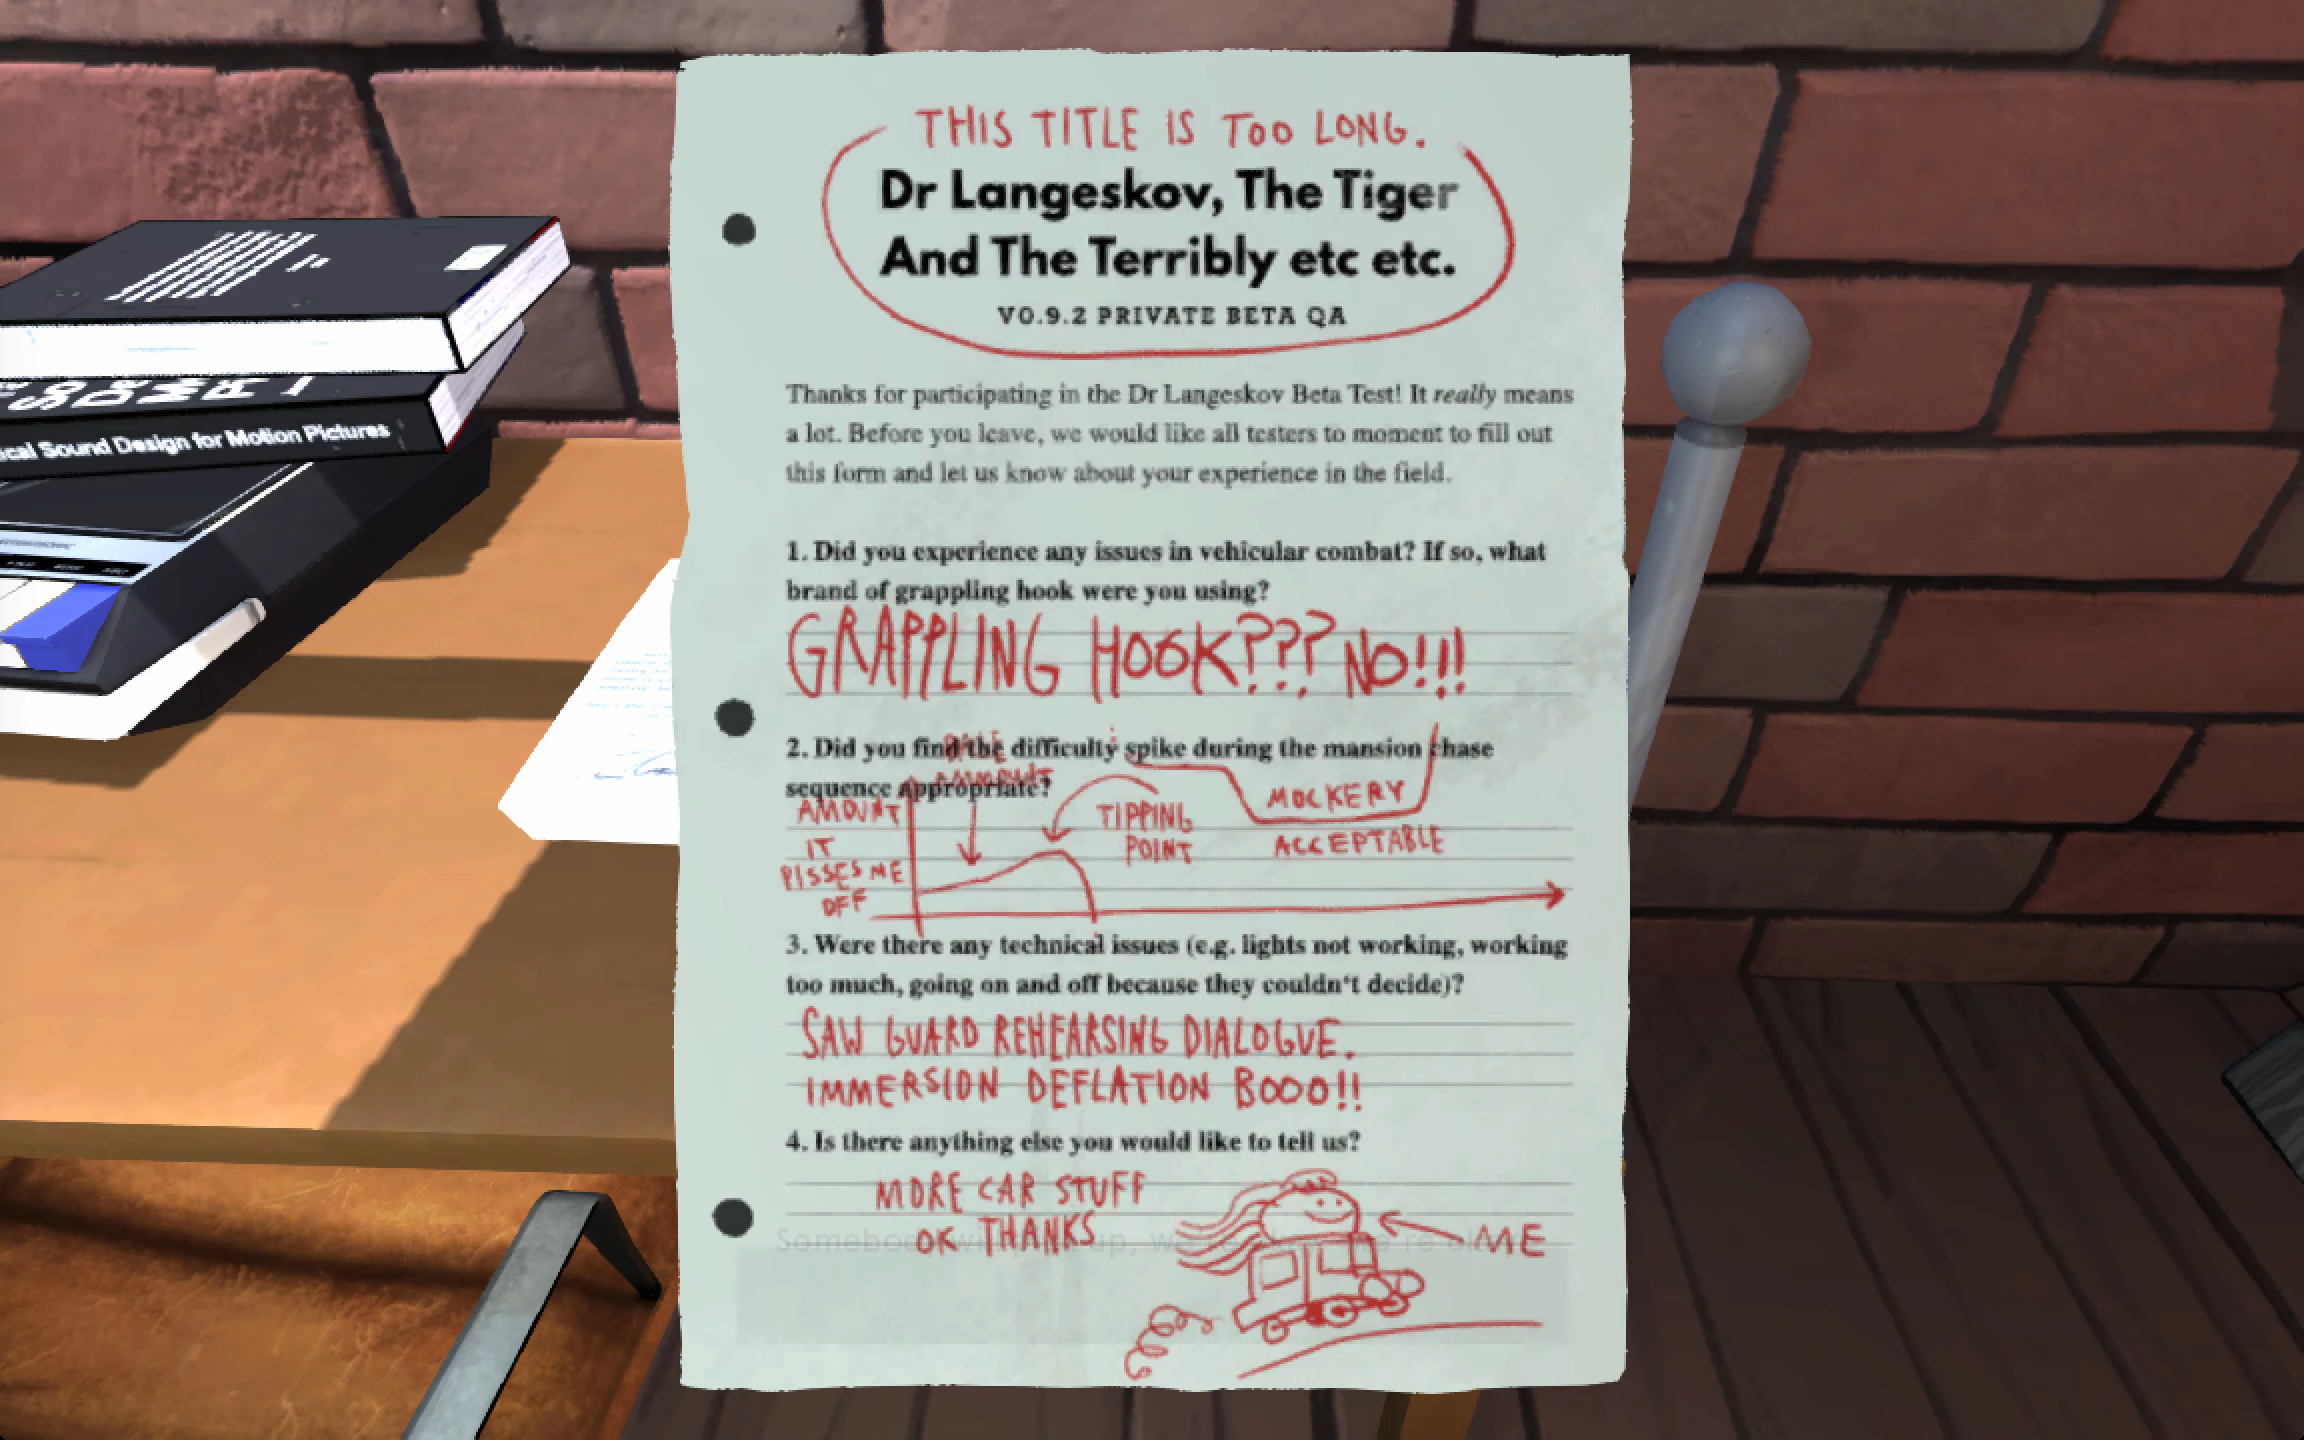 THIS TITLE IS TOO LONG.
Dr Langeskov, The Tiger
And The Terribly etc etc.
V0.9.2 PRIVATE BETA QA
Thanks for participating in the Dr Langeskov Beta Test! It really means
a lot. Before you leave, we would like all testers to moment to fill out
this form and let us know about your experience in the field.
1. Did you experience any issues in vehicular combat? If so, what
brand of grappling hook were you using?
GRAPPLING HOOK??? NO!!!
2. Did you find the difficulty spike during the mansion chase
sequence appropriate?
AMOUNT
IT
PISSES ME
OFF
AMOUNT
TIPPING
POINT
MOCKERY
ACCEPTABLE
3. Were there any technical issues (e.g. lights not working, working
too much, going on and off because they couldn't decide)?
SAW GUARD REHEARSING DIALOGUE.
IMMERSION DEFLATION BOOO!!
4. Is there anything else you would like to tell us?
MORE CAR STUFF
OK THANKS
ME
Sound Design for Motion Pictures